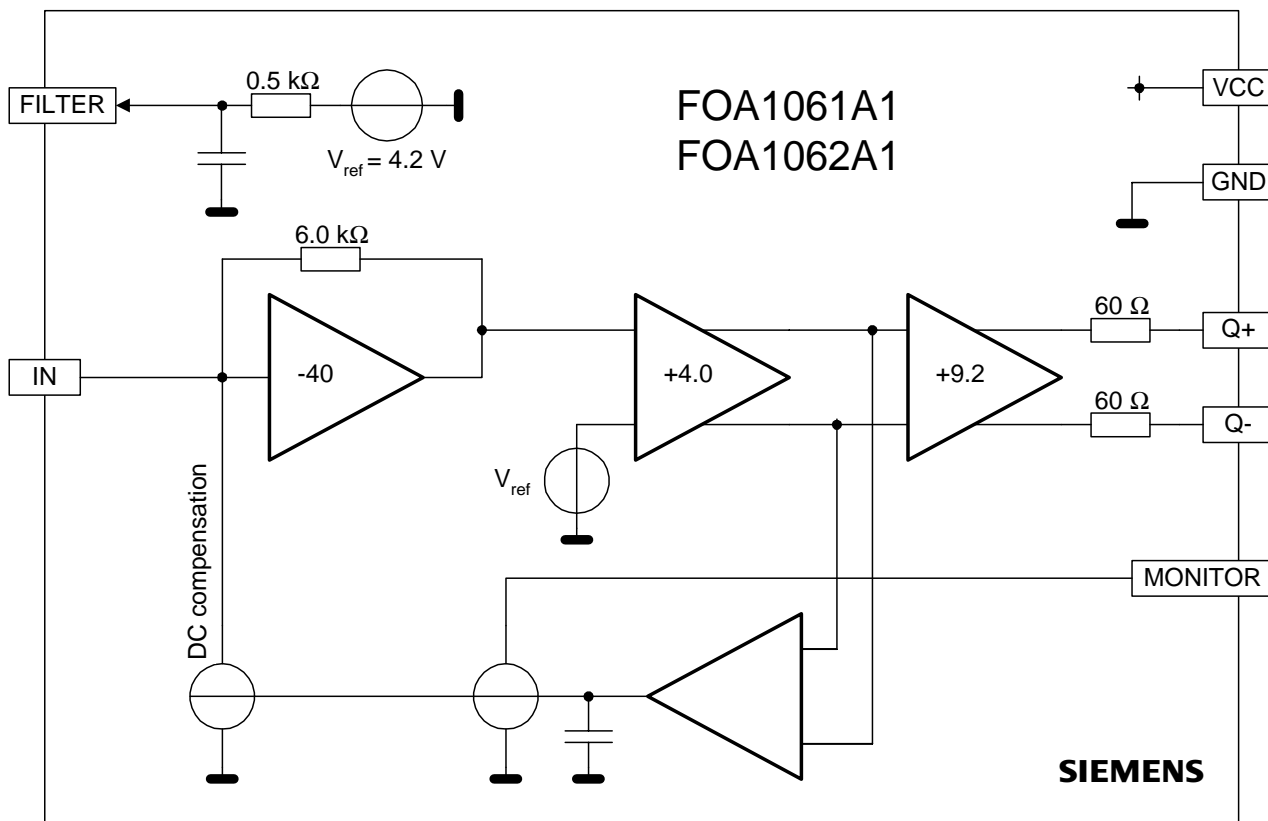 FILTER
0.5 kΩ
Vref = 4.2 V
FOA1061A1
FOA1062A1
VCC
GND
6.0 kΩ
IN
-40
+4.0
+9.2
60 Ω
Q+
60 Ω
Q-
Vref
DC compensation
MONITOR
SIEMENS